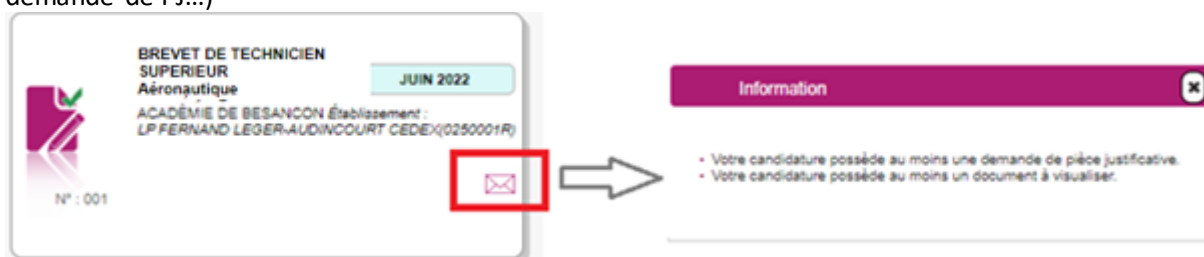 demande de PJ...)
BREVET DE TECHNICIEN
SUPERIEUR
Aéronautique
JUIN 2022
ACADÉMIE DE BESANCON Établissement :
LP FERNAND LEGER-AUDINCOURT CEDEX(0250001R)
N° : 001
Information
- Votre candidature possède au moins une demande de pièce justificative.
- Votre candidature possède au moins un document à visualiser.